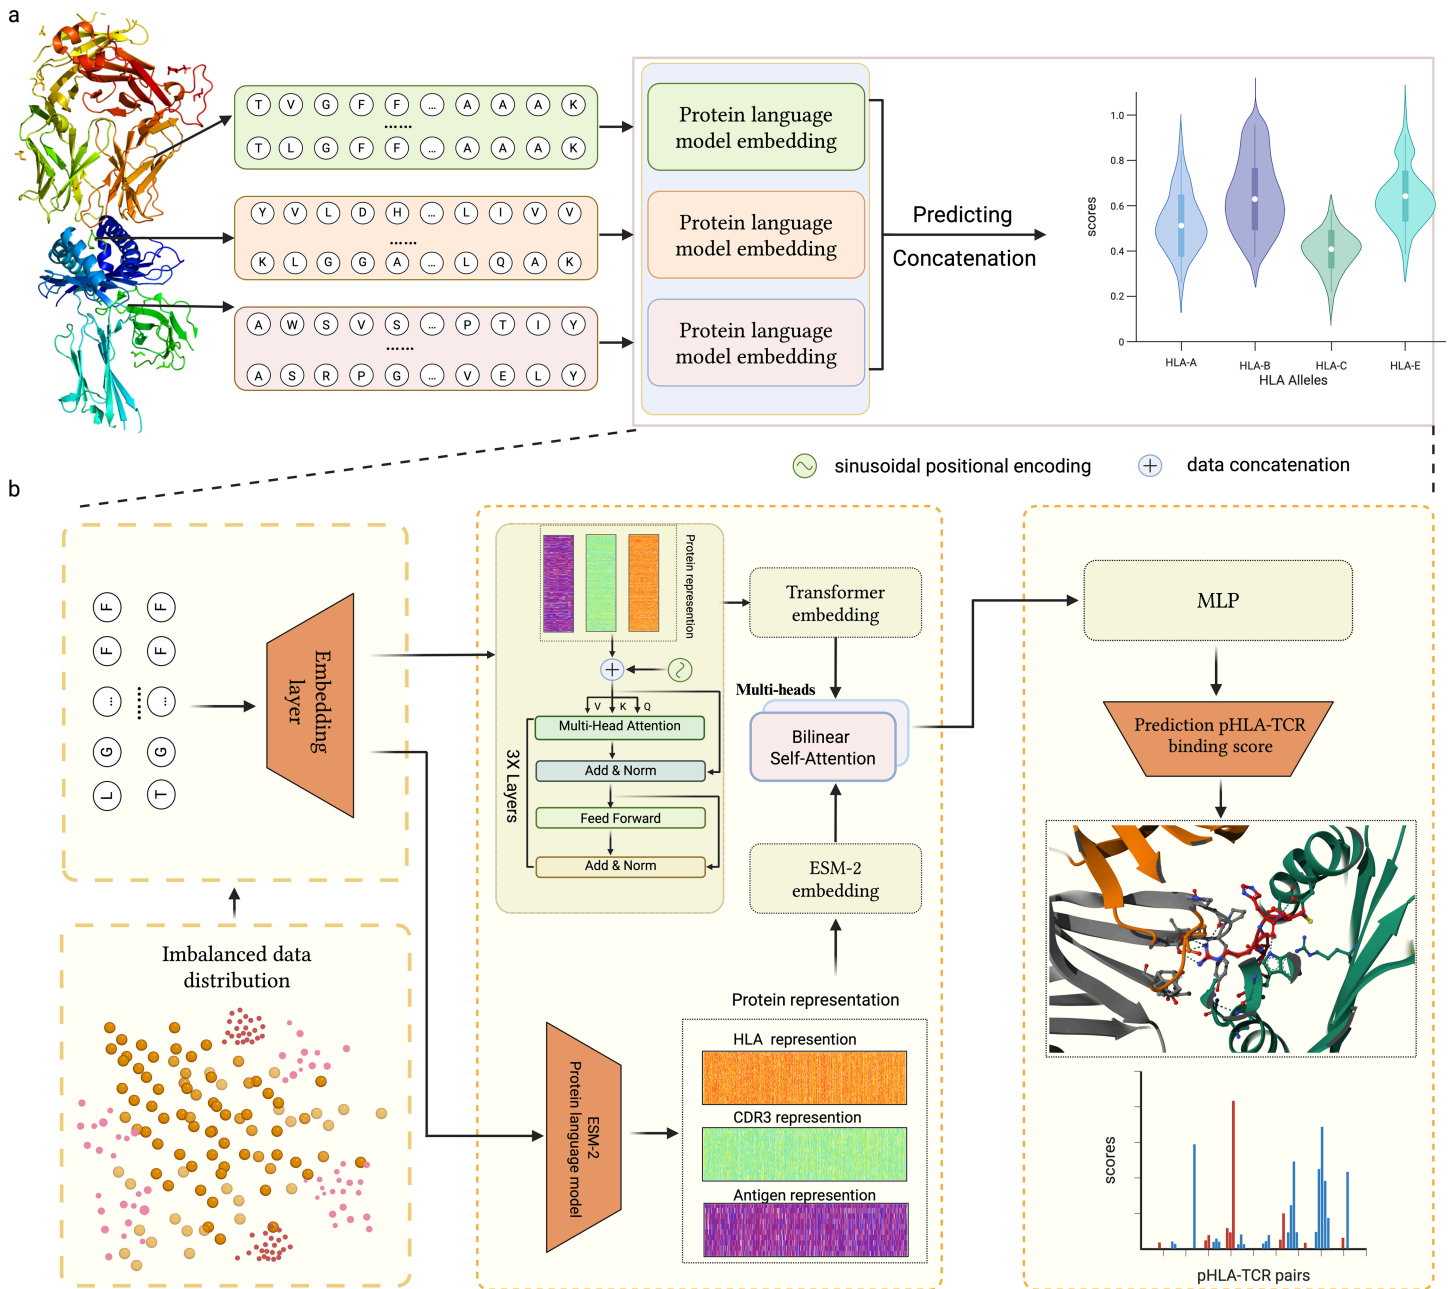 a
T V G F F ... A A A K
......
T L G F F ... A A A K
Y V L D H ... L I V V
......
K L G G A ... L Q A K
A W S V S ... P T I Y
......
A S R P G ... V E L Y
Protein language
model embedding
Protein language
model embedding
Protein language
model embedding
Predicting
Concatenation
scores
1.0
0.8
0.6
0.4
0.2
0
HLA-A
HLA-B
HLA-C
HLA-E
HLA Alleles
sinusoidal positional encoding
data concatenation
b
L G ... F F
......
T G ... F F
Embedding
layer
Imbalanced data
distribution
Protein represention
V K Q
Multi-Head Attention
Add & Norm
Feed Forward
Add & Norm
3X Layers
Transformer
embedding
Multi-heads
Bilinear
Self-Attention
ESM-2
embedding
Protein representation
HLA represention
CDR3 represention
Antigen represention
ESM-2
Protein language model
MLP
Prediction pHLA-TCR
binding score
scores
pHLA-TCR pairs